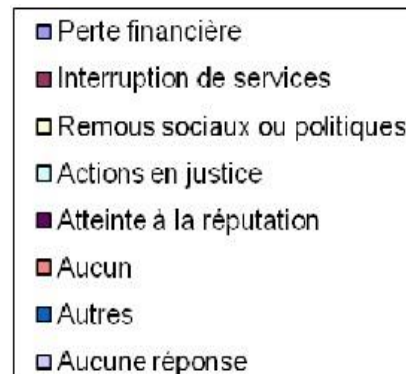 Perte financière
Interruption de services
Remous sociaux ou politiques
Actions en justice
Atteinte à la réputation
Aucun
Autres
Aucune réponse